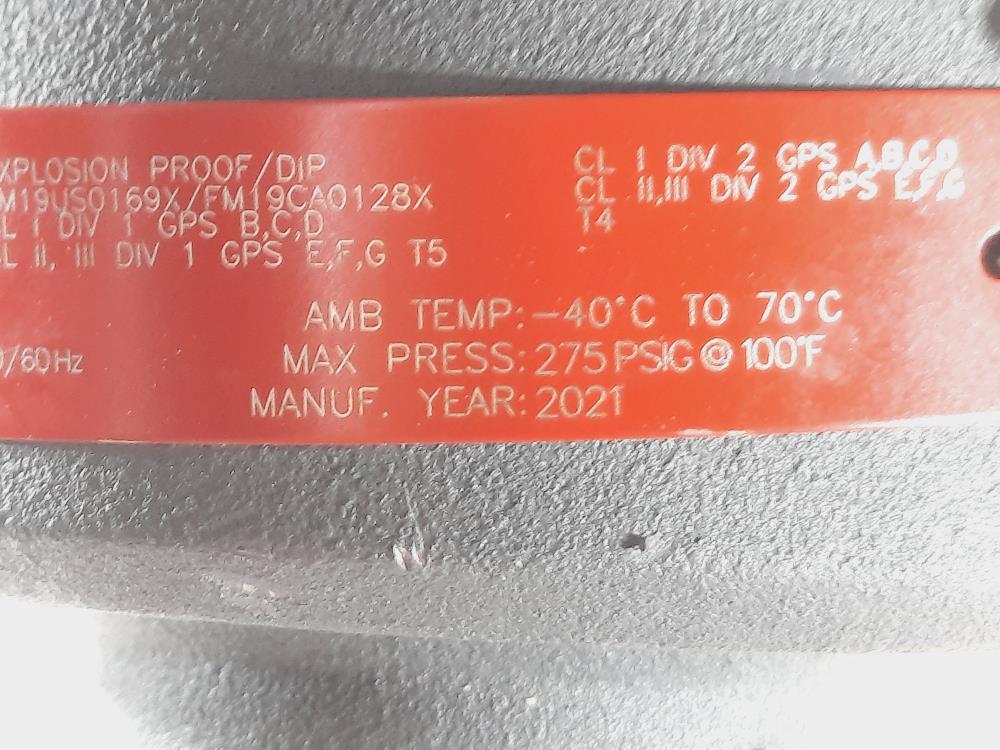 XPLOSION PROOF/DIP
M19US0169X/FM19CA0128X
L I DIV 1 GPS B,C,D
L II, III DIV 1 GPS E,F,G T5
CL I DIV 2 GPS A,B,C,D
CL II,III DIV 2 GPS E,F,G
T4
AMB TEMP: -40°C TO 70°C
0/60Hz
MAX PRESS: 275 PSIG @ 100°F
MANUF. YEAR: 2021